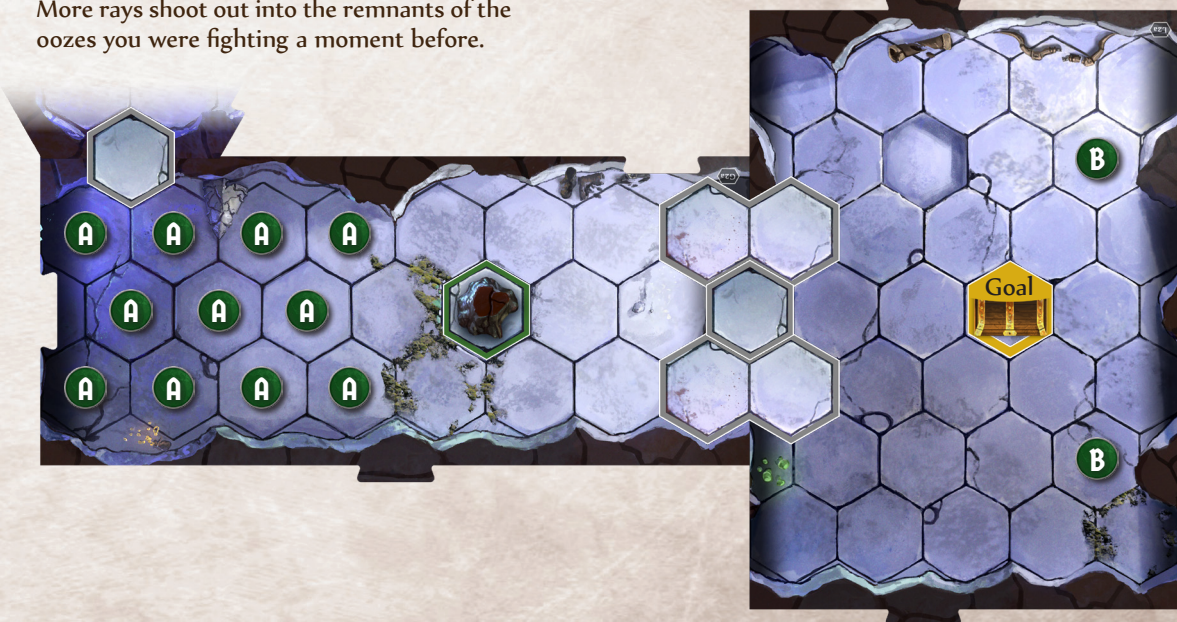 More rays shoot out into the remnants of the
oozes you were fighting a moment before.
B
A A A A
Goal
A A A
A A A A
B